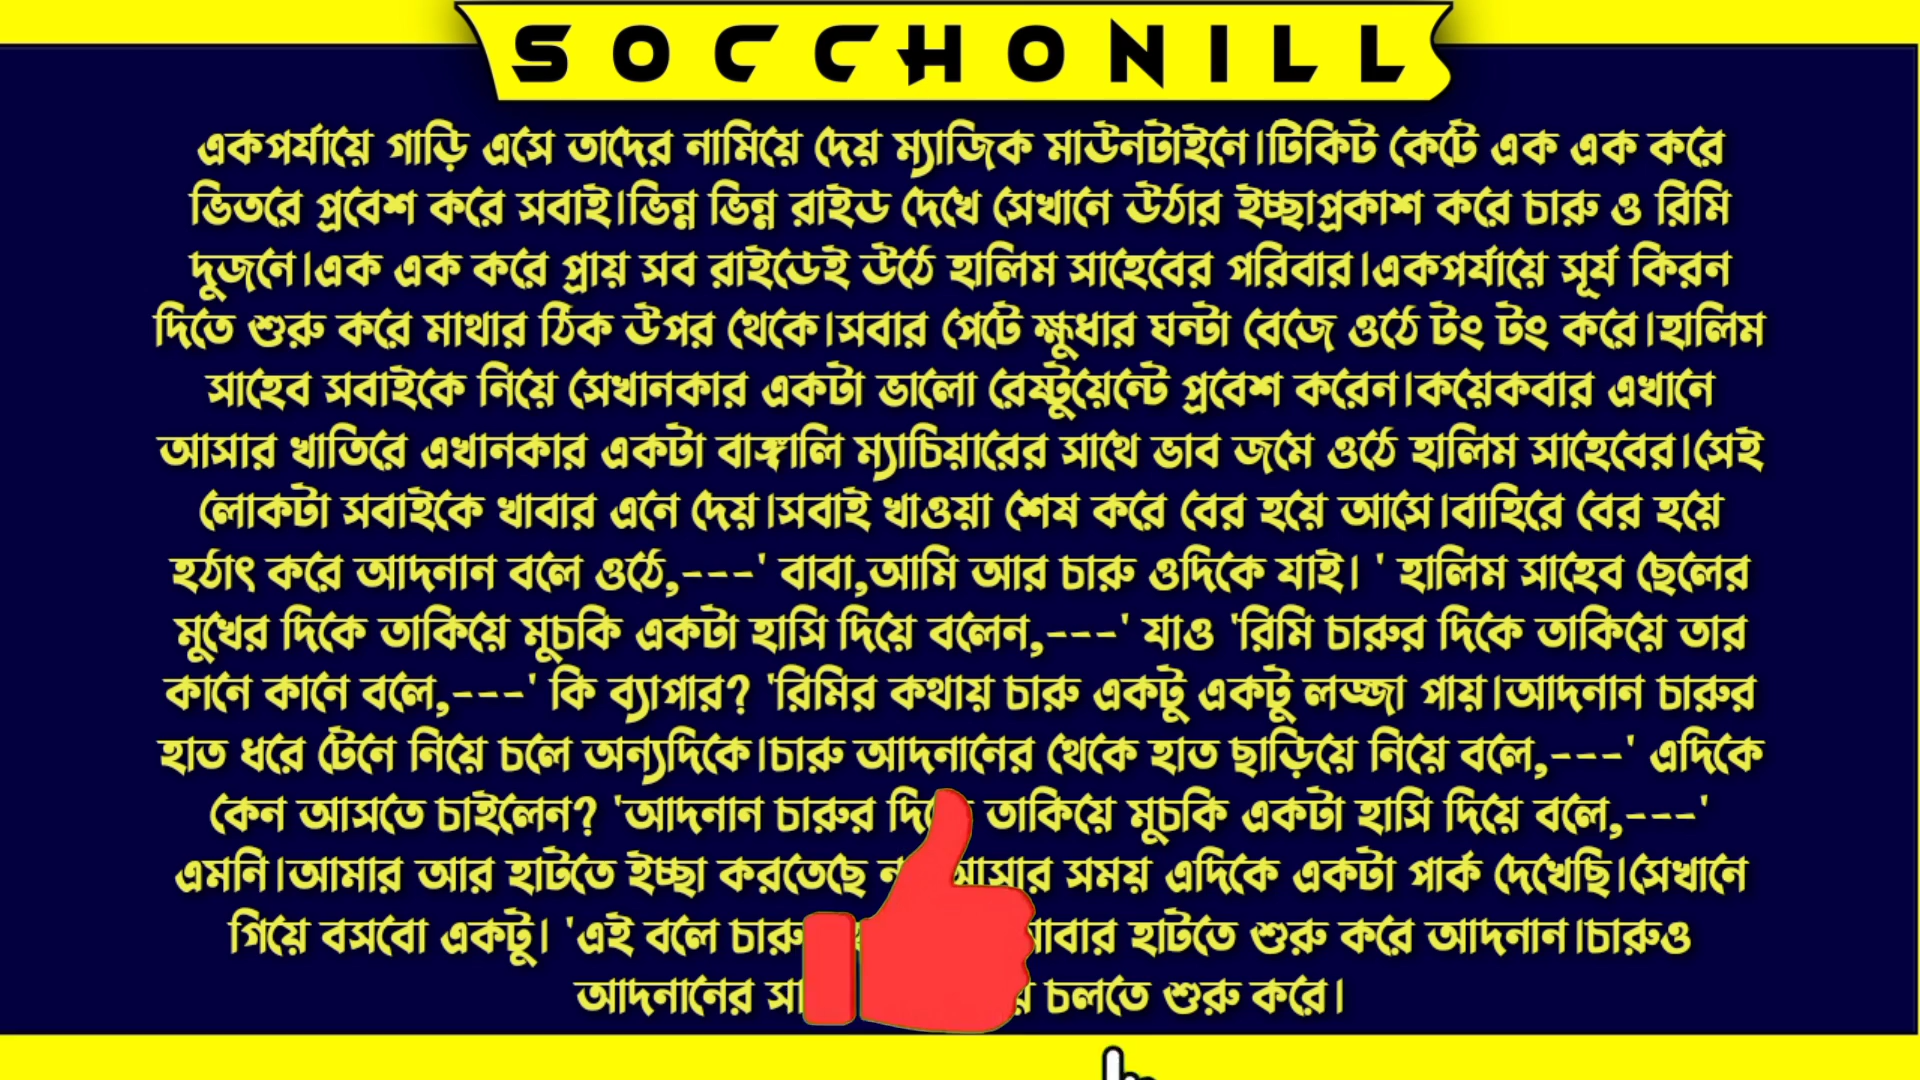 SOCCHONILL
একপর্যায়ে গাড়ি এসে তাদের নামিয়ে দেয় ম্যাজিক মাউনটাইনে।টিকিট কেটে এক এক করে
ভিতরে প্রবেশ করে সবাই।ভিন্ন ভিন্ন রাইড দেখে সেখানে উঠার ইচ্ছাপ্রকাশ করে চারু ও রিমি
দুজনে।এক এক করে প্রায় সব রাইডেই উঠে হালিম সাহেবের পরিবার।একপর্যায়ে সূর্য কিরন
দিতে শুরু করে মাথার ঠিক উপর থেকে।সবার পেটে ক্ষুধার ঘন্টা বেজে ওঠে টং টং করে।হালিম
সাহেব সবাইকে নিয়ে সেখানকার একটা ভালো রেষ্টুয়েন্টে প্রবেশ করেন।কয়েকবার এখানে
আসার খাতিরে এখানকার একটা বাঙ্গালি ম্যাচিয়ারের সাথে ভাব জমে ওঠে হালিম সাহেবের।সেই
লোকটা সবাইকে খাবার এনে দেয়।সবাই খাওয়া শেষ করে বের হয়ে আসে।বাহিরে বের হয়ে
হঠাৎ করে আদনান বলে ওঠে,---' বাবা,আমি আর চারু ওদিকে যাই। ' হালিম সাহেব ছেলের
মুখের দিকে তাকিয়ে মুচকি একটা হাসি দিয়ে বলেন,---' যাও 'রিমি চারুর দিকে তাকিয়ে তার
কানে কানে বলে,---' কি ব্যাপার? 'রিমির কথায় চারু একটু একটু লজ্জা পায়।আদনান চারুর
হাত ধরে টেনে নিয়ে চলে অন্যদিকে।চারু আদনানের থেকে হাত ছাড়িয়ে নিয়ে বলে,---' এদিকে
কেন আসতে চাইলেন? 'আদনান চারুর তাকিয়ে মুচকি একটা হাসি দিয়ে বলে,---'
এমনি।আমার আর হাটতে ইচ্ছা করতেছে সময় এদিকে একটা পার্ক দেখেছি।সেখানে
গিয়ে বসবো একটু। 'এই বলে হাটতে শুরু করে আদনান।চারুও
আদনানের চলতে শুরু করে।